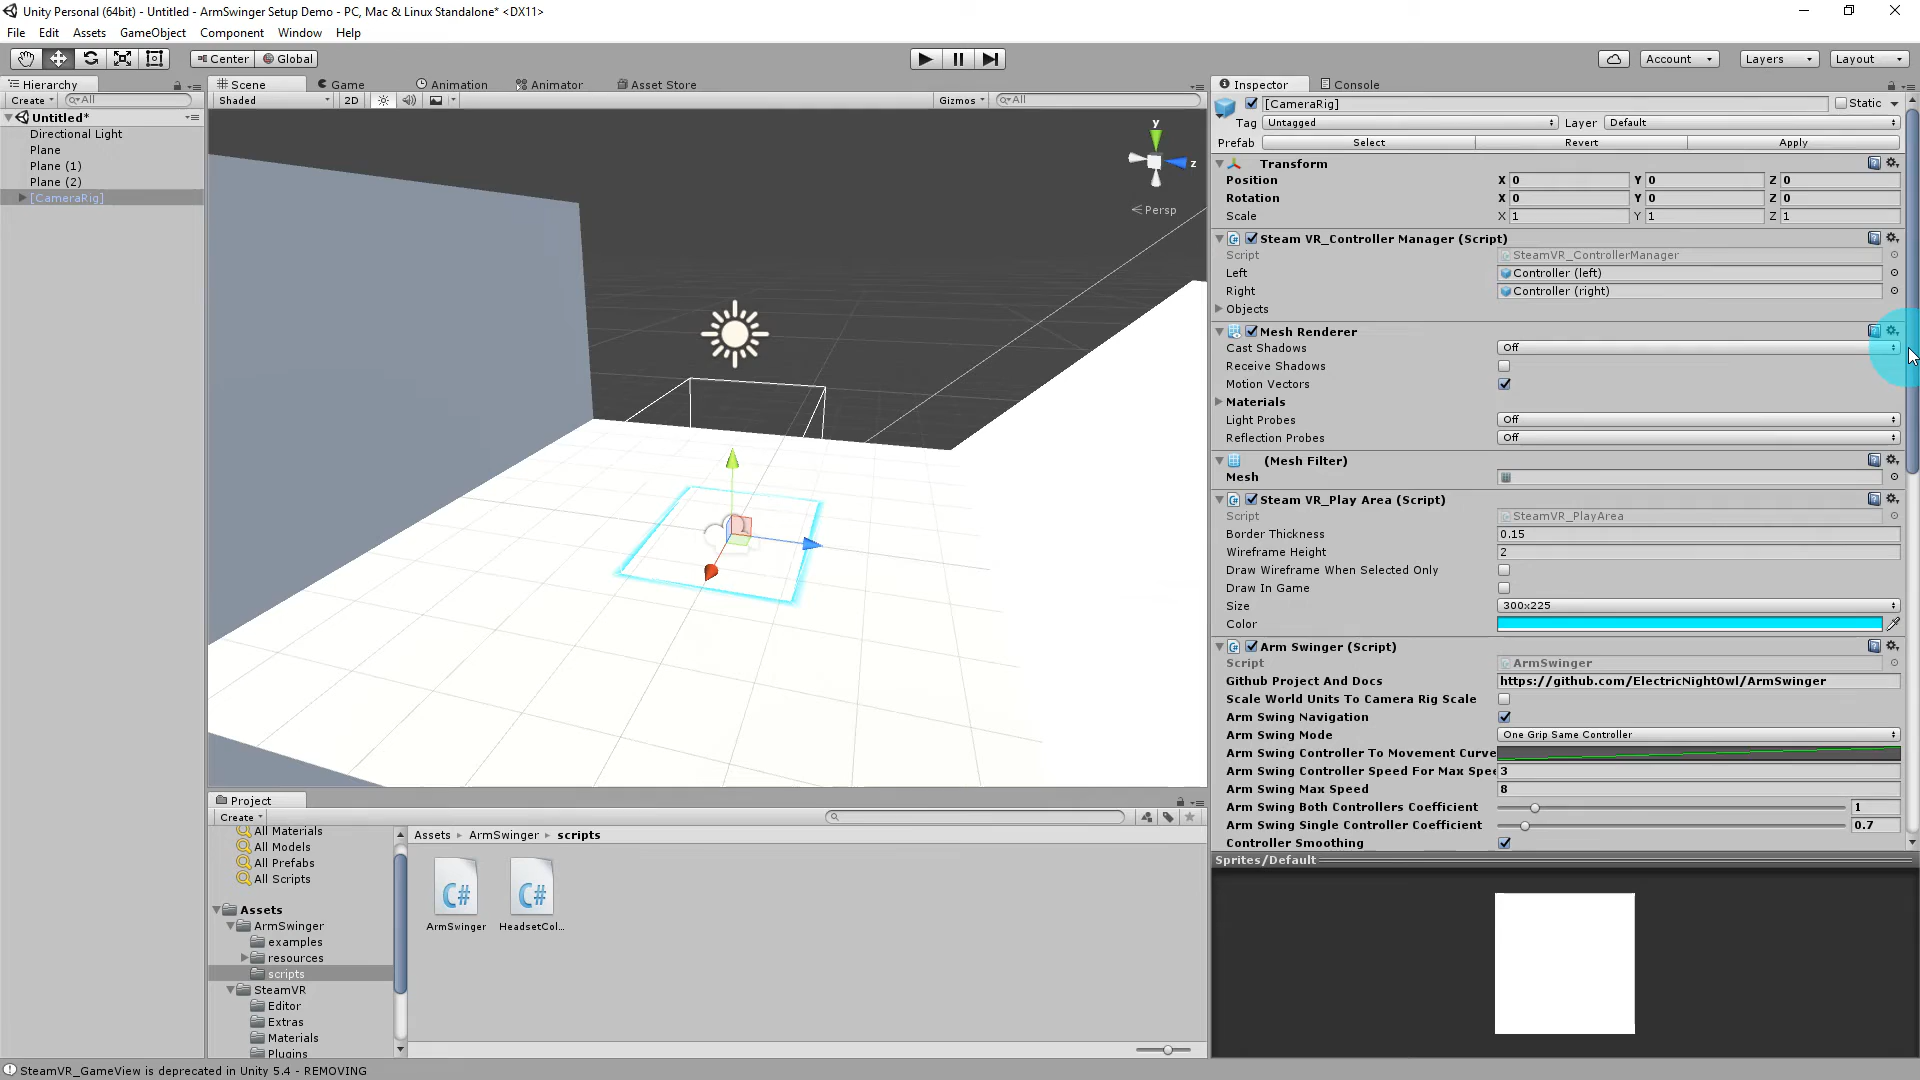 Unity Personal (64bit) - Untitled - ArmSwinger Setup Demo - PC, Mac & Linux Standalone* <DX11>
File Edit Assets GameObject Component Window Help
Center Global
Account Layers Layout
Hierarchy
Create All
Untitled*
Directional Light
Plane
Plane (1)
Plane (2)
[CameraRig]
Scene Game Animation Animator Asset Store
Shaded 2D Gizmos All
y
z
Persp
Inspector Console
[CameraRig] Static
Tag Untagged Layer Default
Prefab Select Revert Apply
Transform
Position X 0 Y 0 Z 0
Rotation X 0 Y 0 Z 0
Scale X 1 Y 1 Z 1
Steam VR_Controller Manager (Script)
Script SteamVR_ControllerManager
Left Controller (left)
Right Controller (right)
Objects
Mesh Renderer
Cast Shadows Off
Receive Shadows
Motion Vectors
Materials
Light Probes Off
Reflection Probes Off
(Mesh Filter)
Mesh
Steam VR_Play Area (Script)
Script SteamVR_PlayArea
Border Thickness 0.15
Wireframe Height 2
Draw Wireframe When Selected Only
Draw In Game
Size 300x225
Color
Arm Swinger (Script)
Script ArmSwinger
Github Project And Docs https://github.com/ElectricNightOwl/ArmSwinger
Scale World Units To Camera Rig Scale
Arm Swing Navigation
Arm Swing Mode One Grip Same Controller
Arm Swing Controller To Movement Curve
Arm Swing Controller Speed For Max Spee 3
Arm Swing Max Speed 8
Arm Swing Both Controllers Coefficient 1
Arm Swing Single Controller Coefficient 0.7
Controller Smoothing
Sprites/Default
Project
Create
All Materials
All Models
All Prefabs
All Scripts
Assets
ArmSwinger
examples
resources
scripts
SteamVR
Editor
Extras
Materials
Plugins
Assets ArmSwinger scripts
C# C#
ArmSwinger HeadsetCol...
SteamVR_GameView is deprecated in Unity 5.4 - REMOVING